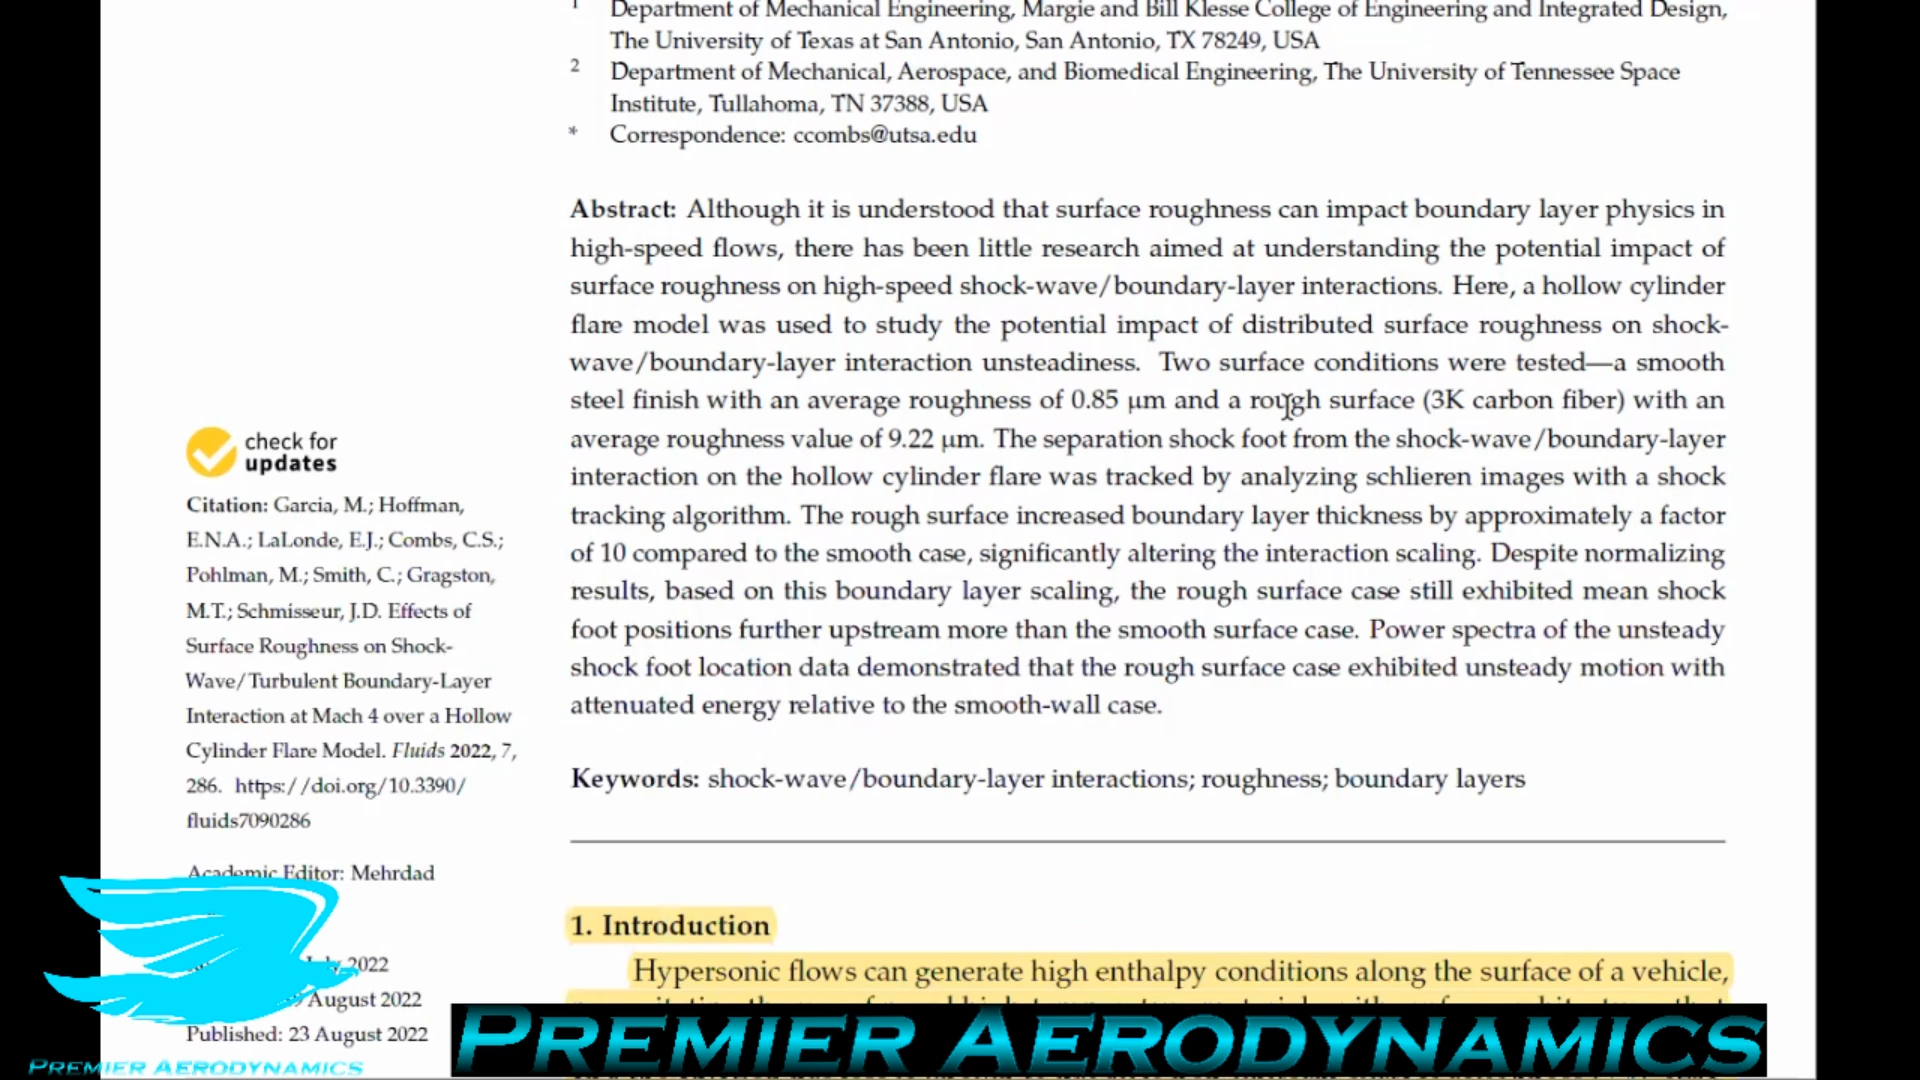 1 Department of Mechanical Engineering, Margie and Bill Klesse College of Engineering and Integrated Design,
The University of Texas at San Antonio, San Antonio, TX 78249, USA
2 Department of Mechanical, Aerospace, and Biomedical Engineering, The University of Tennessee Space
Institute, Tullahoma, TN 37388, USA
* Correspondence: ccombs@utsa.edu
Abstract: Although it is understood that surface roughness can impact boundary layer physics in
high-speed flows, there has been little research aimed at understanding the potential impact of
surface roughness on high-speed shock-wave/boundary-layer interactions. Here, a hollow cylinder
flare model was used to study the potential impact of distributed surface roughness on shock-
wave/boundary-layer interaction unsteadiness. Two surface conditions were tested—a smooth
steel finish with an average roughness of 0.85 μm and a rough surface (3K carbon fiber) with an
average roughness value of 9.22 μm. The separation shock foot from the shock-wave/boundary-layer
interaction on the hollow cylinder flare was tracked by analyzing schlieren images with a shock
tracking algorithm. The rough surface increased boundary layer thickness by approximately a factor
of 10 compared to the smooth case, significantly altering the interaction scaling. Despite normalizing
results, based on this boundary layer scaling, the rough surface case still exhibited mean shock
foot positions further upstream more than the smooth surface case. Power spectra of the unsteady
shock foot location data demonstrated that the rough surface case exhibited unsteady motion with
attenuated energy relative to the smooth-wall case.
Keywords: shock-wave/boundary-layer interactions; roughness; boundary layers
check for
updates
Citation: Garcia, M.; Hoffman,
E.N.A.; LaLonde, E.J.; Combs, C.S.;
Pohlman, M.; Smith, C.; Gragston,
M.T.; Schmisseur, J.D. Effects of
Surface Roughness on Shock-
Wave/Turbulent Boundary-Layer
Interaction at Mach 4 over a Hollow
Cylinder Flare Model. Fluids 2022, 7,
286. https://doi.org/10.3390/
fluids7090286
Academic Editor: Mehrdad
2022
August 2022
Published: 23 August 2022
1. Introduction
Hypersonic flows can generate high enthalpy conditions along the surface of a vehicle,
PREMIER AERODYNAMICS
PREMIER AERODYNAMICS